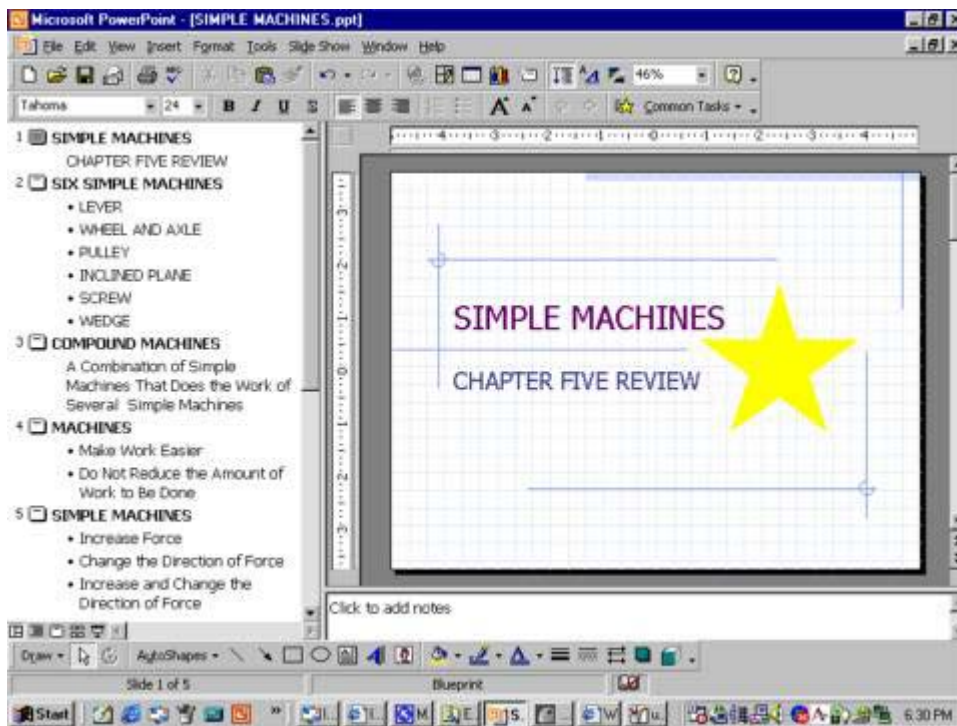 Microsoft PowerPoint - [SIMPLE MACHINES.ppt]
File Edit View Insert Format Tools Slide Show Window Help
46%
Tahoma 24 B I U S A A Common Tasks
1 SIMPLE MACHINES
CHAPTER FIVE REVIEW
2 SIX SIMPLE MACHINES
• LEVER
• WHEEL AND AXLE
• PULLEY
• INCLINED PLANE
• SCREW
• WEDGE
3 COMPOUND MACHINES
A Combination of Simple
Machines That Does the Work of
Several Simple Machines
4 MACHINES
• Make Work Easier
• Do Not Reduce the Amount of
Work to Be Done
5 SIMPLE MACHINES
• Increase Force
• Change the Direction of Force
• Increase and Change the
Direction of Force
SIMPLE MACHINES
CHAPTER FIVE REVIEW
Click to add notes
Draw AutoShapes
Slide 1 of 5 Blueprint
Start 6:30 PM